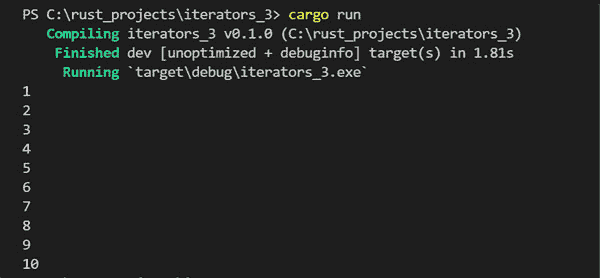 PS C:\rust_projects\iterators_3> cargo run
Compiling iterators_3 v0.1.0 (C:\rust_projects\iterators_3)
Finished dev [unoptimized + debuginfo] target(s) in 1.81s
Running `target\debug\iterators_3.exe`
1
2
3
4
5
6
7
8
9
10